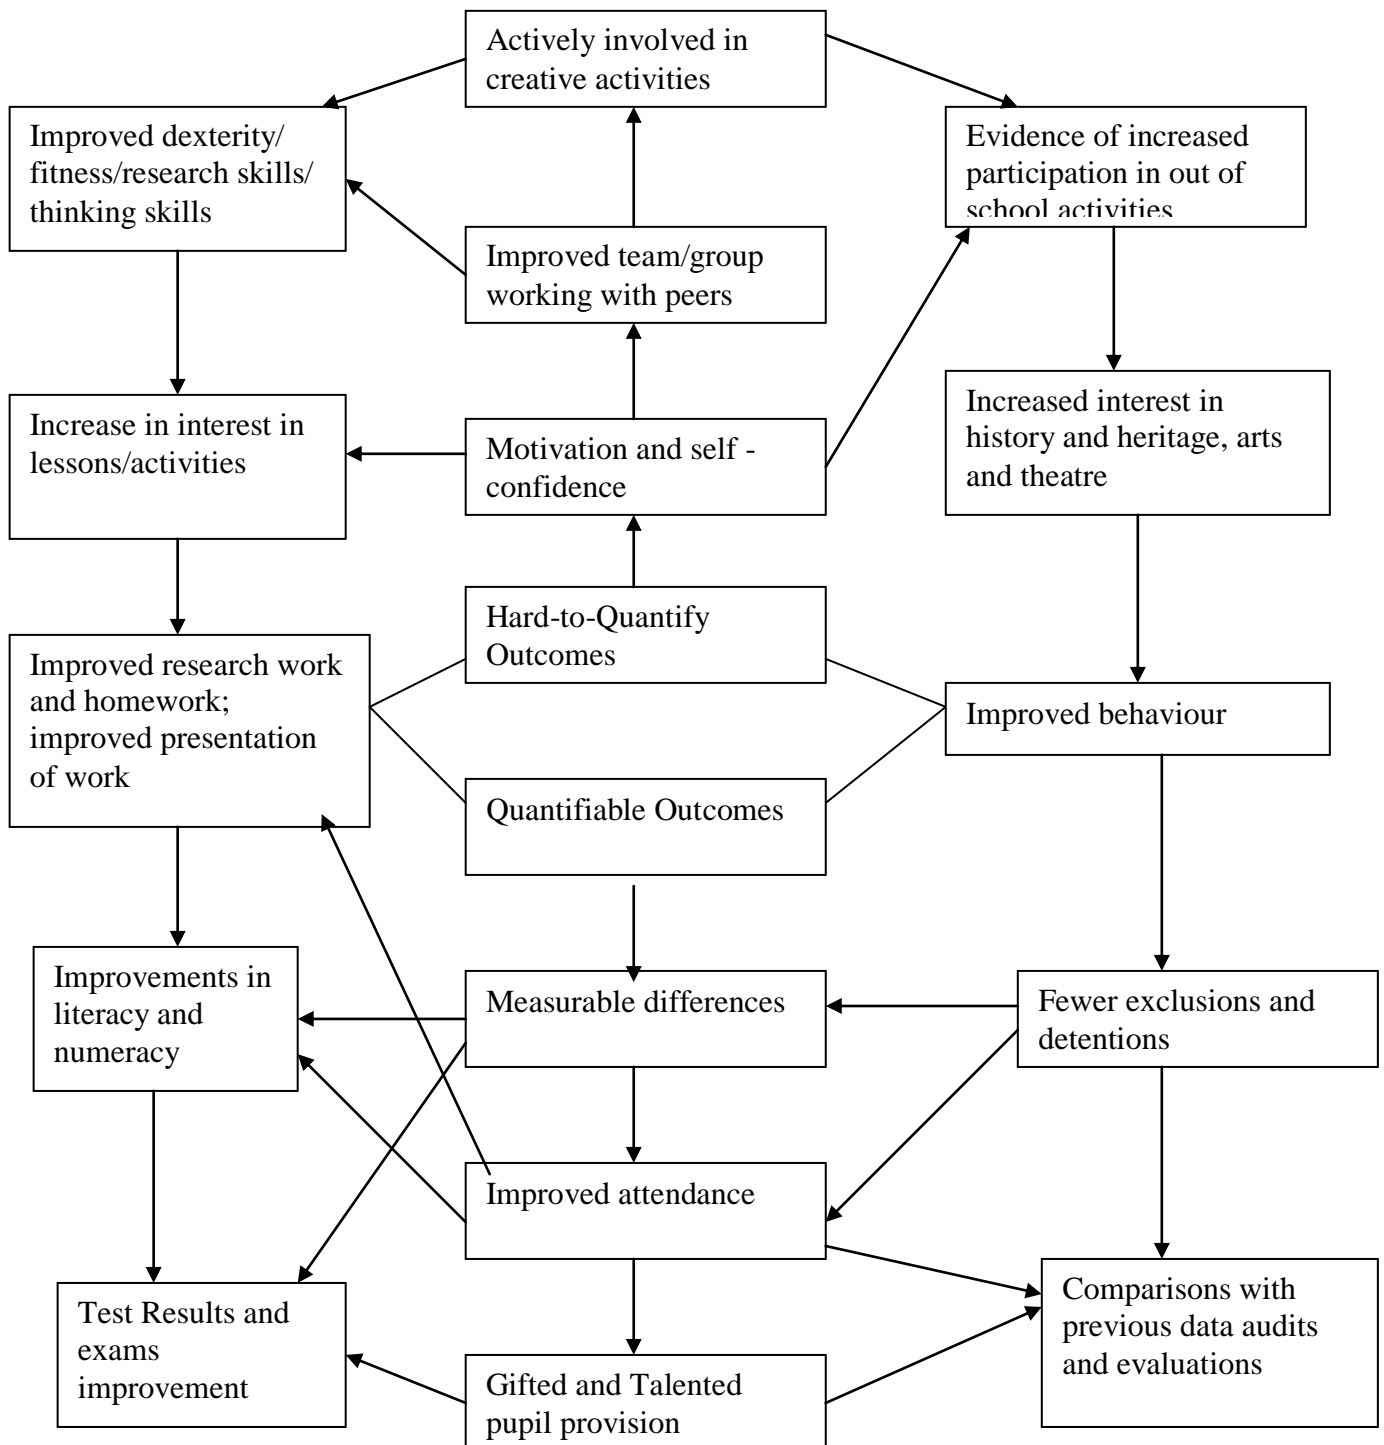 Actively involved in
creative activities
Improved dexterity/
fitness/research skills/
thinking skills
Evidence of increased
participation in out of
school activities
Improved team/group
working with peers
Increase in interest in
lessons/activities
Motivation and self -
confidence
Increased interest in
history and heritage, arts
and theatre
Hard-to-Quantify
Outcomes
Improved research work
and homework;
improved presentation
of work
Improved behaviour
Quantifiable Outcomes
Improvements in
literacy and
numeracy
Measurable differences
Fewer exclusions and
detentions
Improved attendance
Test Results and
exams
improvement
Comparisons with
previous data audits
and evaluations
Gifted and Talented
pupil provision